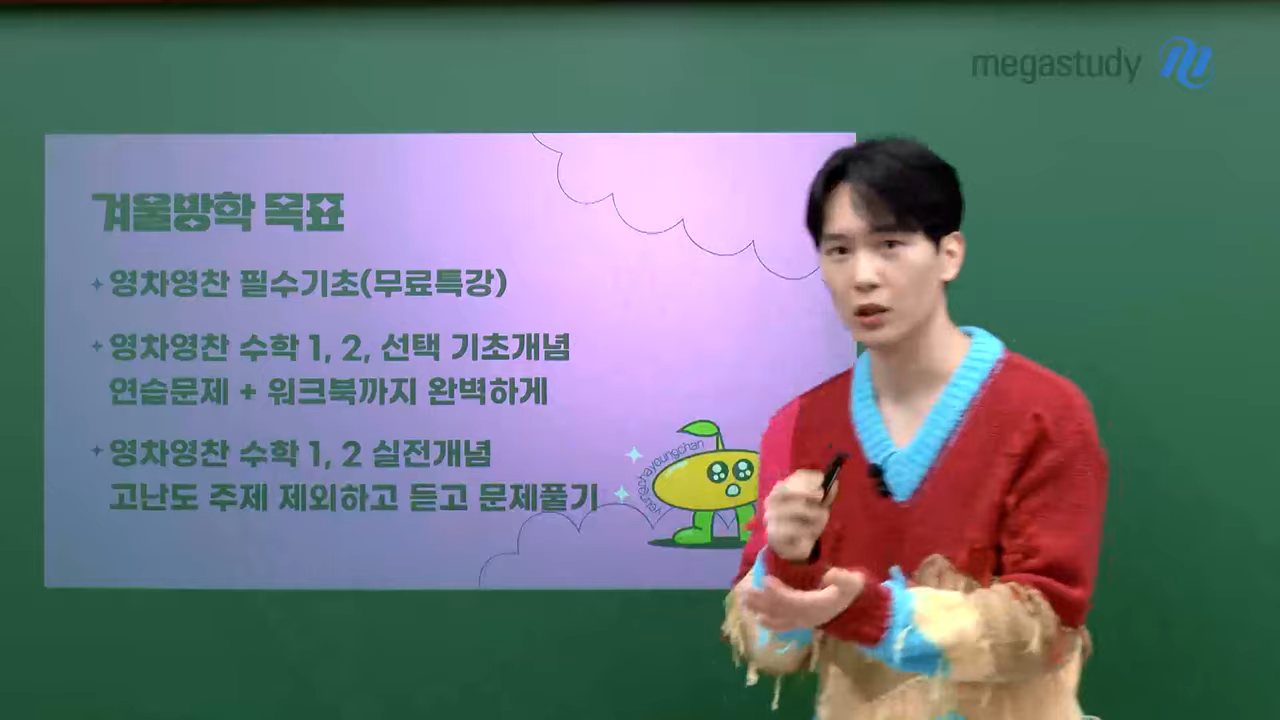 megastudy
겨울방학 목표
영차영찬 필수기초(무료특강)
영차영찬 수학 1, 2, 선택 기초개념
연습문제 + 워크북까지 완벽하게
영차영찬 수학 1, 2 실전개념
고난도 주제 제외하고 듣고 문제풀기
youngchayoungchan